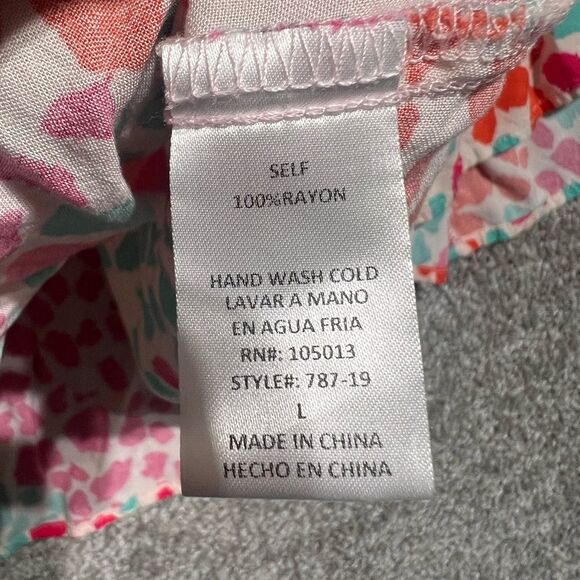 SELF
100%RAYON
HAND WASH COLD
LAVAR A MANO
EN AGUA FRIA
RN#: 105013
STYLE#: 787-19
L
MADE IN CHINA
HECHO EN CHINA